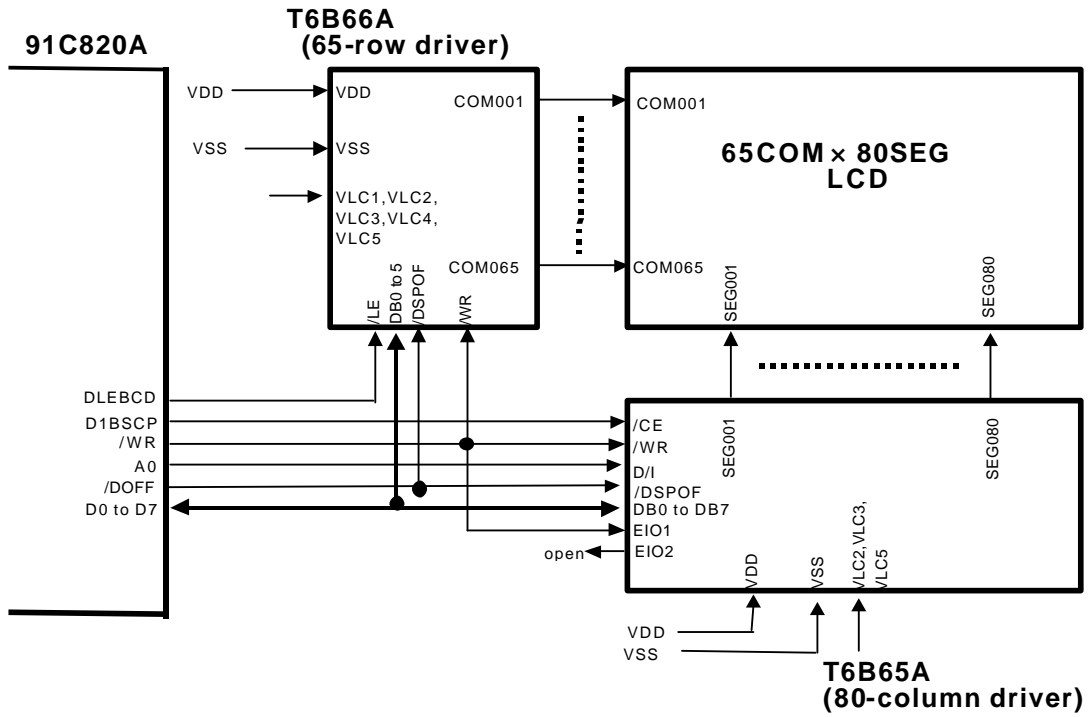 T6B66A
(65-row driver)
91C820A
VDD
VDD
COM001
COM001
VSS
VSS
65COM × 80SEG
LCD
VLC1,VLC2,
VLC3,VLC4,
VLC5
COM065
COM065
/LE
DB0 to 5
/DSPOF
/WR
SEG001
SEG080
DLEBCD
D1BSCP
/WR
A0
/DOFF
D0 to D7
/CE
/WR
D/I
/DSPOF
DB0 to DB7
EIO1
EIO2
open
SEG001
SEG080
VDD
VSS
VLC2,VLC3,
VLC5
VDD
VSS
T6B65A
(80-column driver)